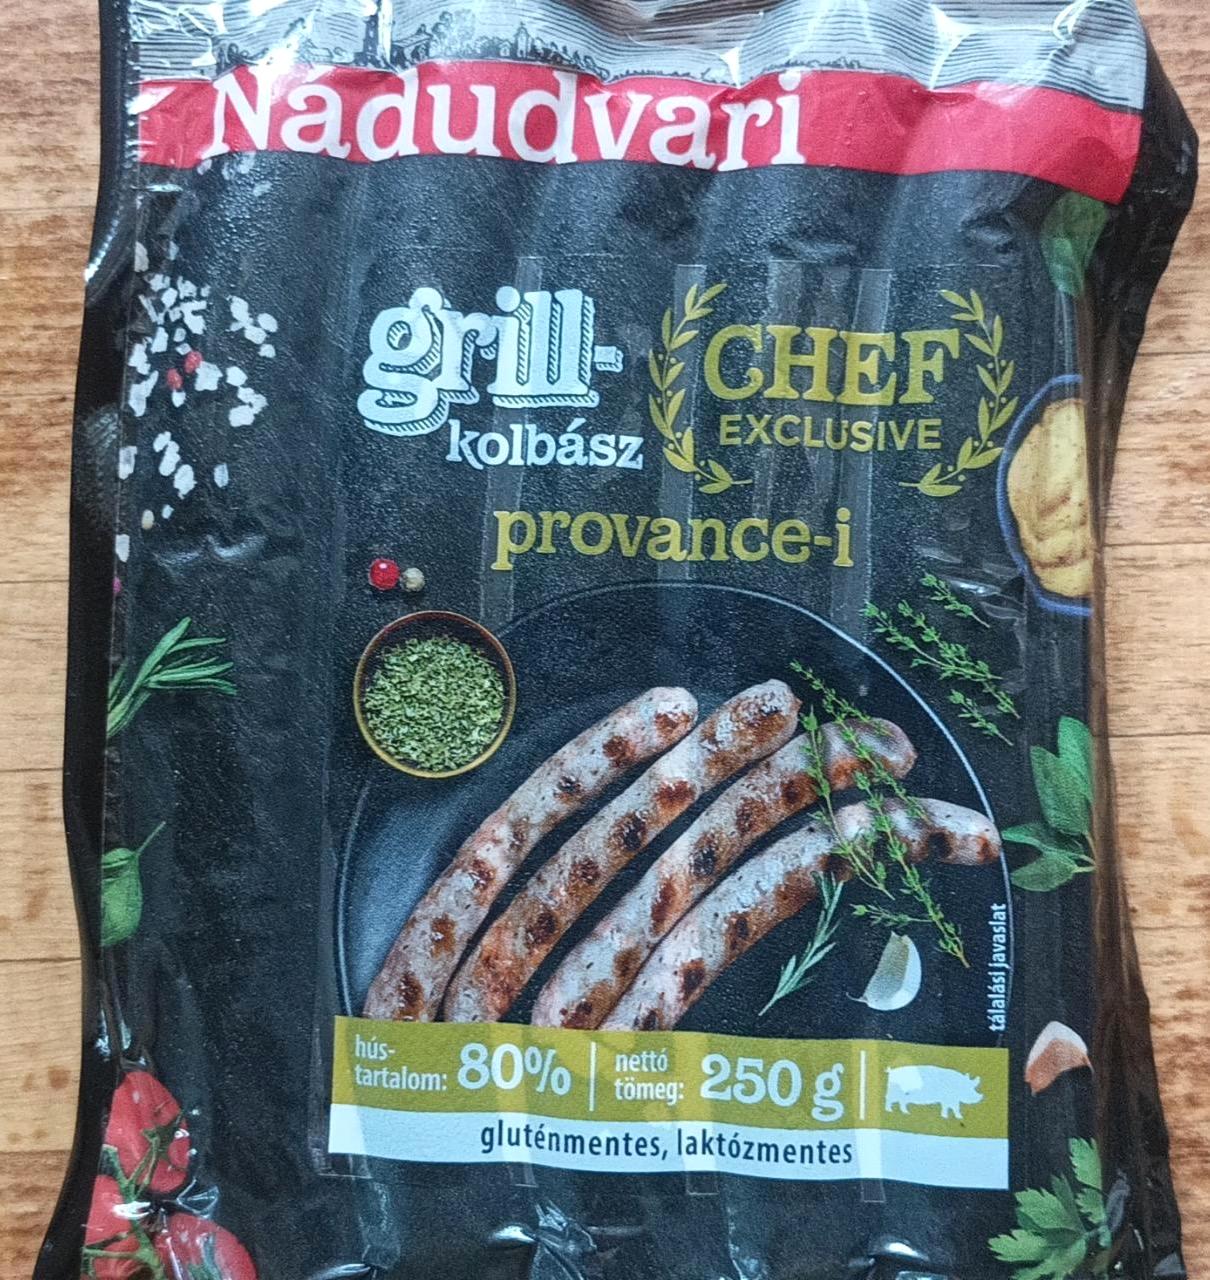 Nádudvari
grill-
kolbász
CHEF
EXCLUSIVE
provance-i
tálalási javaslat
hús-
tartalom: 80%
nettó
tömeg: 250 g
gluténmentes, laktózmentes